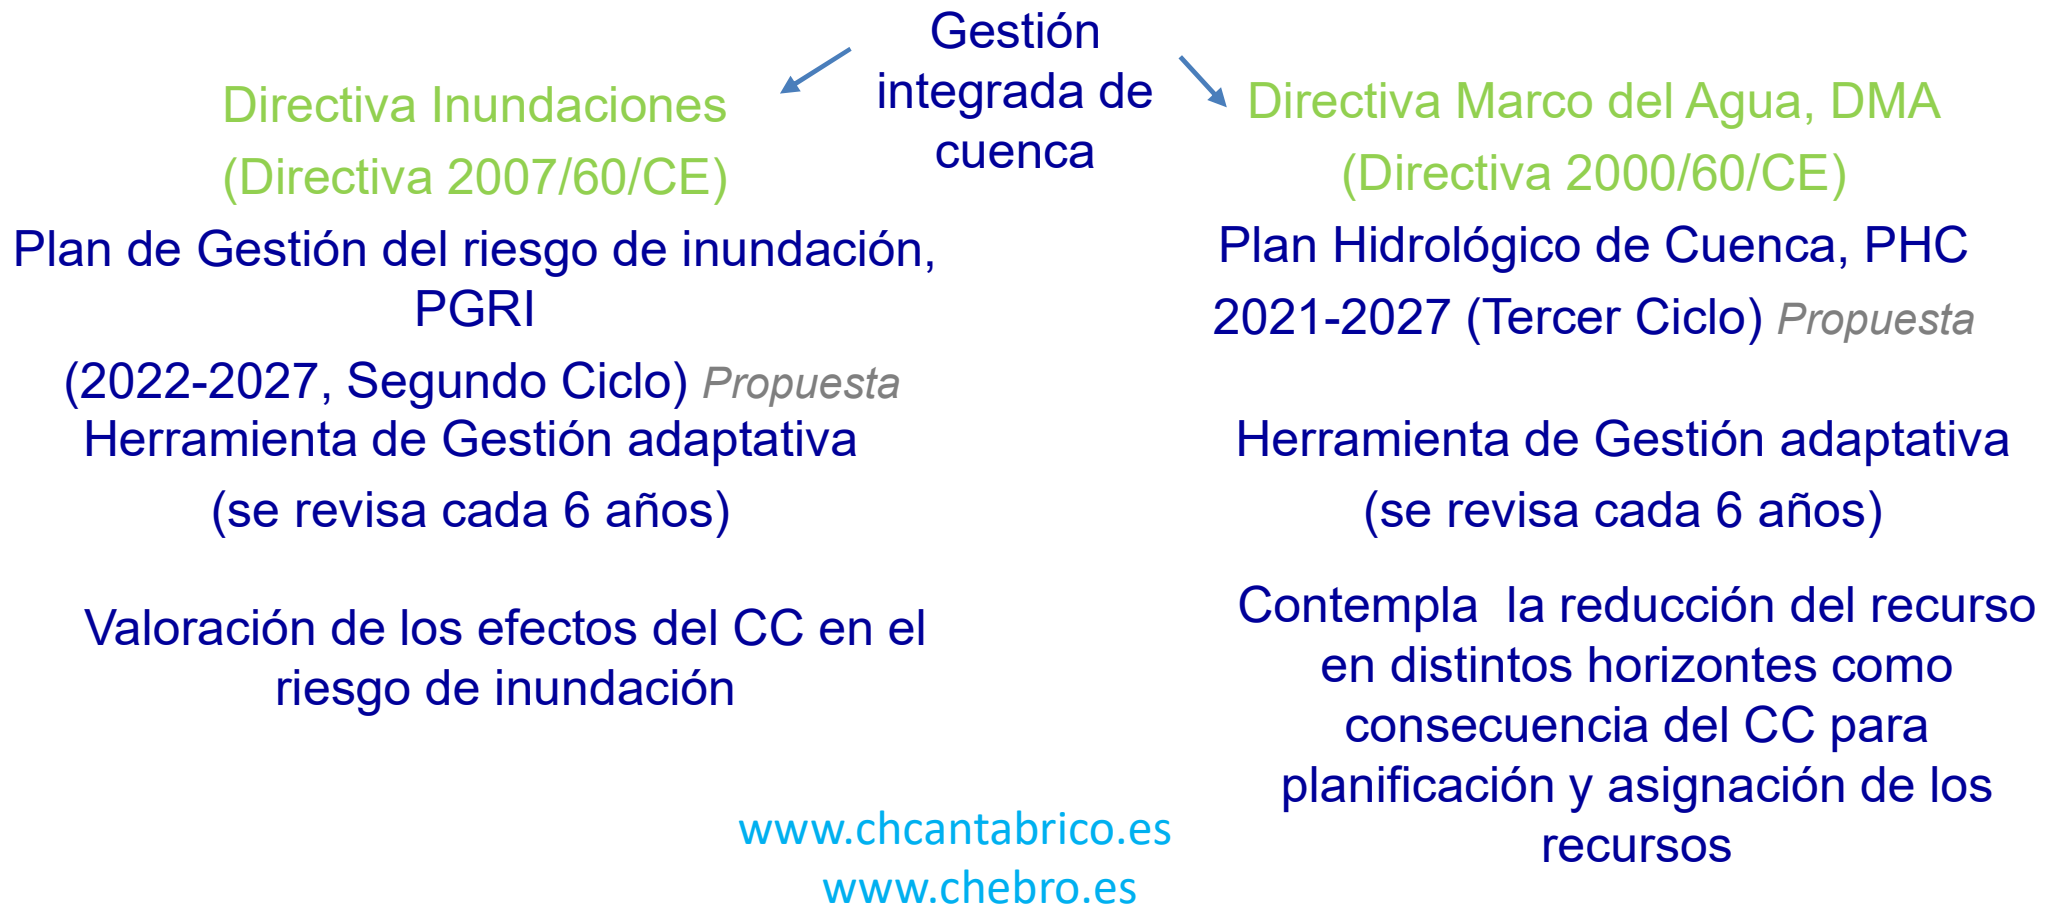 Gestión
integrada de
cuenca
Directiva Inundaciones
(Directiva 2007/60/CE)
Plan de Gestión del riesgo de inundación,
PGRI
(2022-2027, Segundo Ciclo) Propuesta
Herramienta de Gestión adaptativa
(se revisa cada 6 años)
Valoración de los efectos del CC en el
riesgo de inundación
Directiva Marco del Agua, DMA
(Directiva 2000/60/CE)
Plan Hidrológico de Cuenca, PHC
2021-2027 (Tercer Ciclo) Propuesta
Herramienta de Gestión adaptativa
(se revisa cada 6 años)
Contempla la reducción del recurso
en distintos horizontes como
consecuencia del CC para
planificación y asignación de los
recursos
www.chcantabrico.es
www.chebro.es